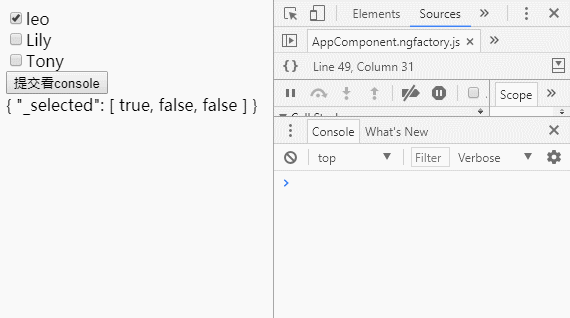 leo
Lily
Tony
提交看console
{ "_selected": [ true, false, false ] }
Elements Sources »
AppComponent.ngfactory.js × »
{ } Line 49, Column 31
Scope »
Console What's New
top Filter Verbose